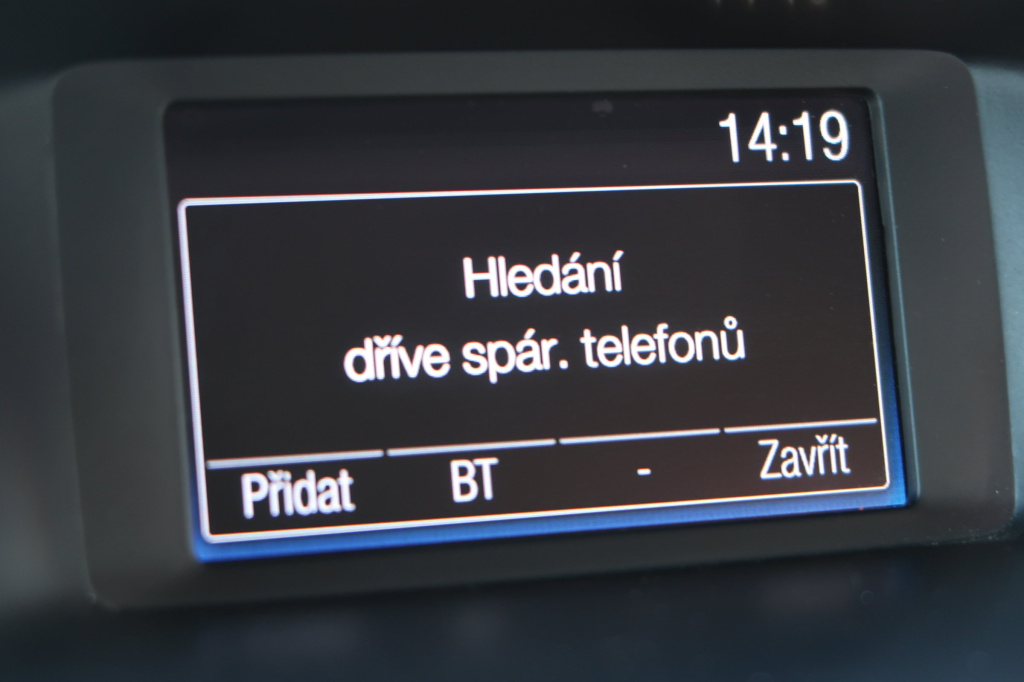 14:19
Hledání
dříve spár. telefonů
Přidat BT - Zavřít